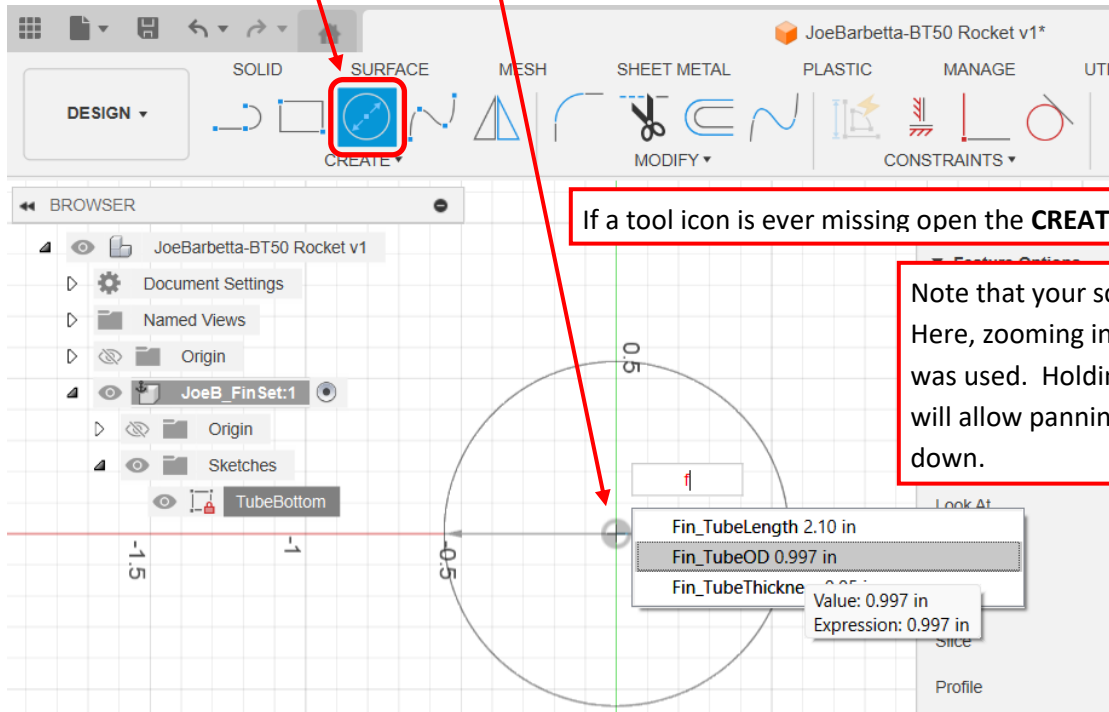 JoeBarbetta-BT50 Rocket v1*
SOLID SURFACE MESH SHEET METAL PLASTIC MANAGE
DESIGN
CREATE MODIFY CONSTRAINTS
BROWSER
If a tool icon is ever missing open the CREAT
JoeBarbetta-BT50 Rocket v1
Feature Options
Document Settings
Note that your
Named Views
Here, zooming
Origin
0.5
was used. Holdin
JoeB_FinSet:1
will allow pannin
Origin
down.
Sketches
f
TubeBottom
Look At
Fin_TubeLength 2.10 in
-1.5
-1
-0.5
Fin_TubeOD 0.997 in
Fin_TubeThickne
Value: 0.997 in
Expression: 0.997 in
Slice
Profile